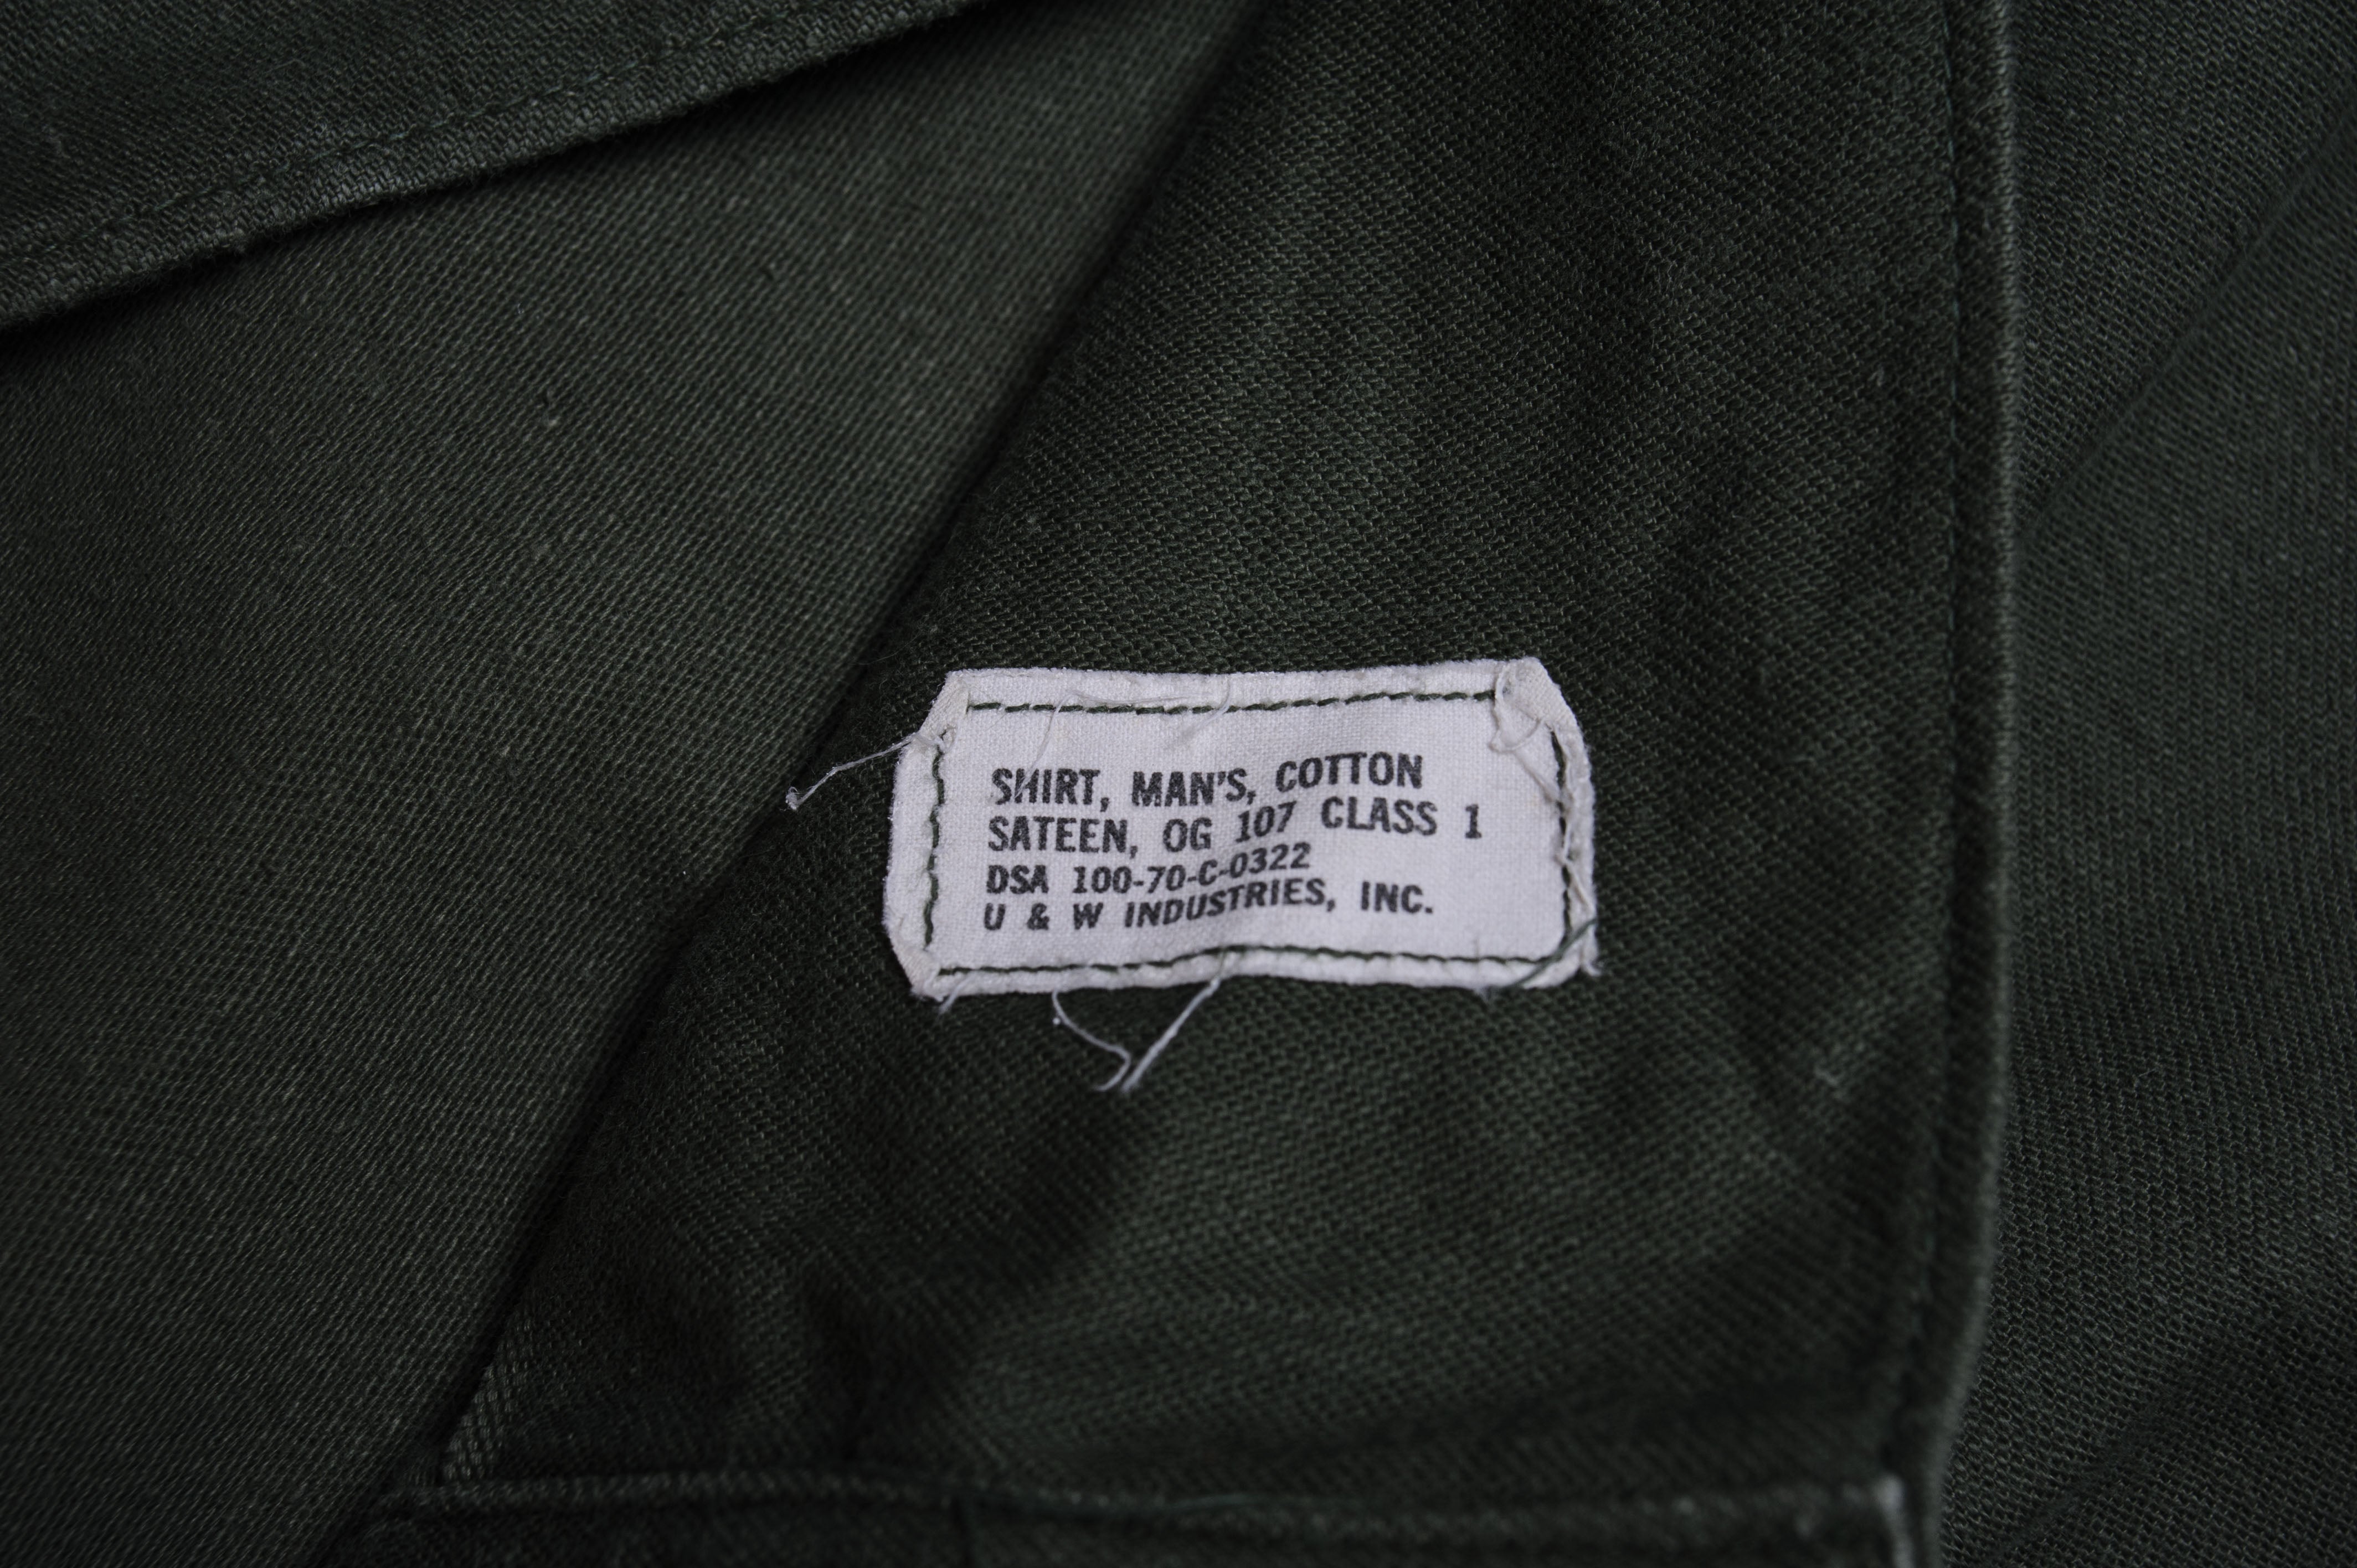 SHIRT, MAN'S, COTTON
SATEEN, OG 107 CLASS 1
DSA 100-70-C-0322
U & W INDUSTRIES, INC.